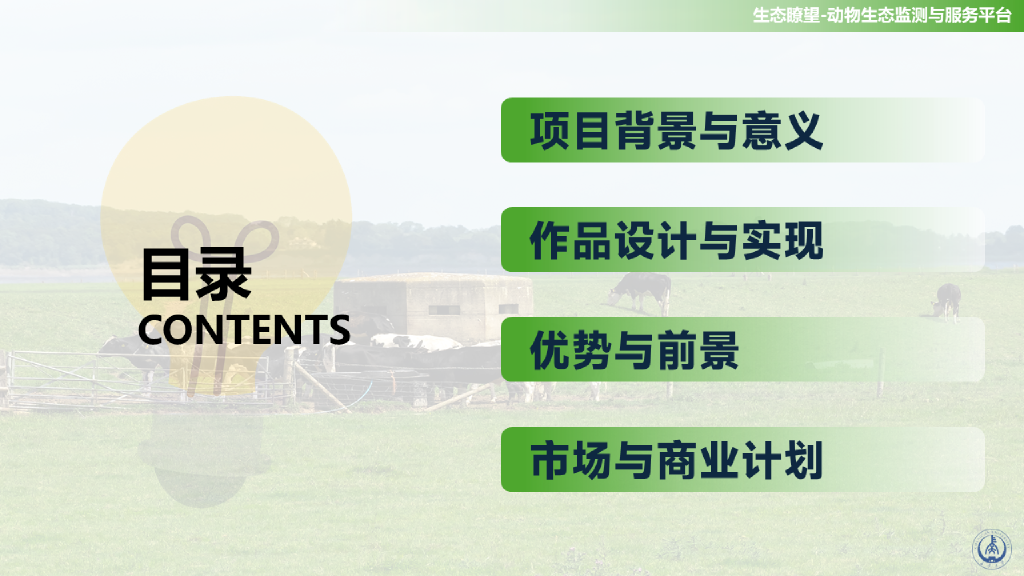 生态瞭望-动物生态监测与服务平台
目录
CONTENTS
项目背景与意义
作品设计与实现
优势与前景
市场与商业计划